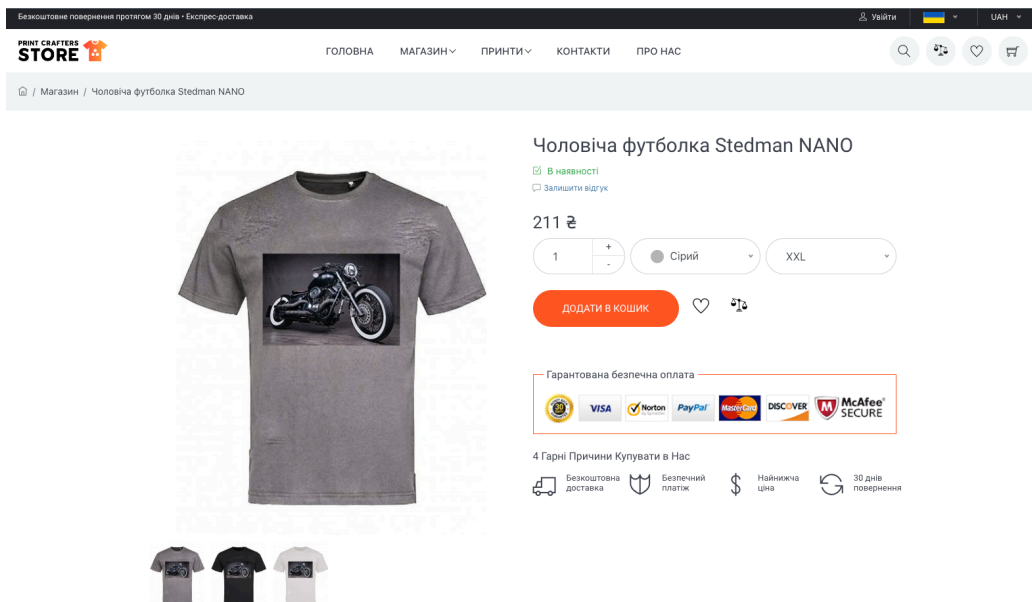 Безкоштовне повернення протягом 30 днів • Експрес-доставка
Увійти
UAH
PRINT CRAFTERS
STORE
ГОЛОВНА
МАГАЗИН
ПРИНТИ
КОНТАКТИ
ПРО НАС
/ Магазин / Чоловіча футболка Stedman NANO
Чоловіча футболка Stedman NANO
В наявності
Залишити відгук
211 ₴
1
+
-
Сірий
XXL
ДОДАТИ В КОШИК
Гарантована безпечна оплата
30
VISA
Norton
PayPal
MasterCard
DISCOVER
McAfee
SECURE
4 Гарні Причини Купувати в Нас
Безкоштовна
доставка
Безпечний
платіж
Найнижча
ціна
30 днів
повернення